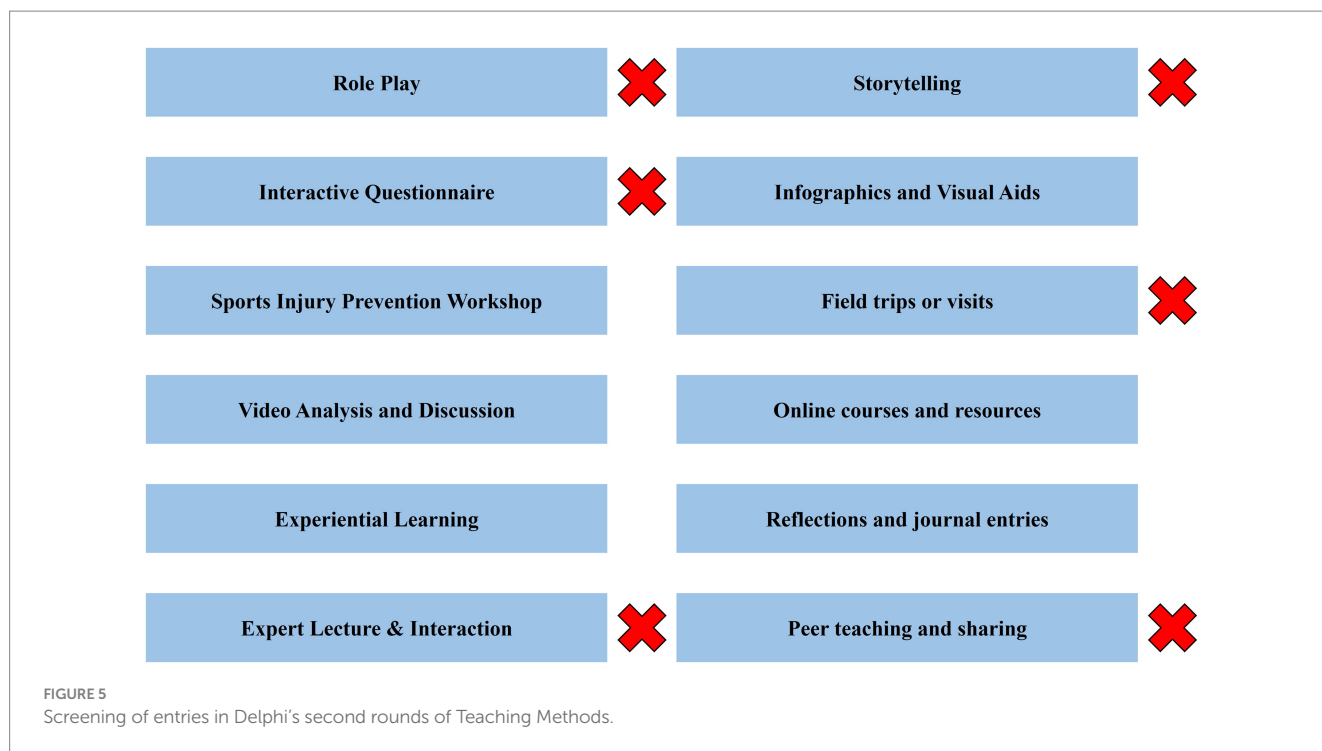 Role Play
Storytelling
Interactive Questionnaire
Infographics and Visual Aids
Sports Injury Prevention Workshop
Field trips or visits
Video Analysis and Discussion
Online courses and resources
Experiential Learning
Reflections and journal entries
Expert Lecture & Interaction
Peer teaching and sharing
FIGURE 5
Screening of entries in Delphi's second rounds of Teaching Methods.